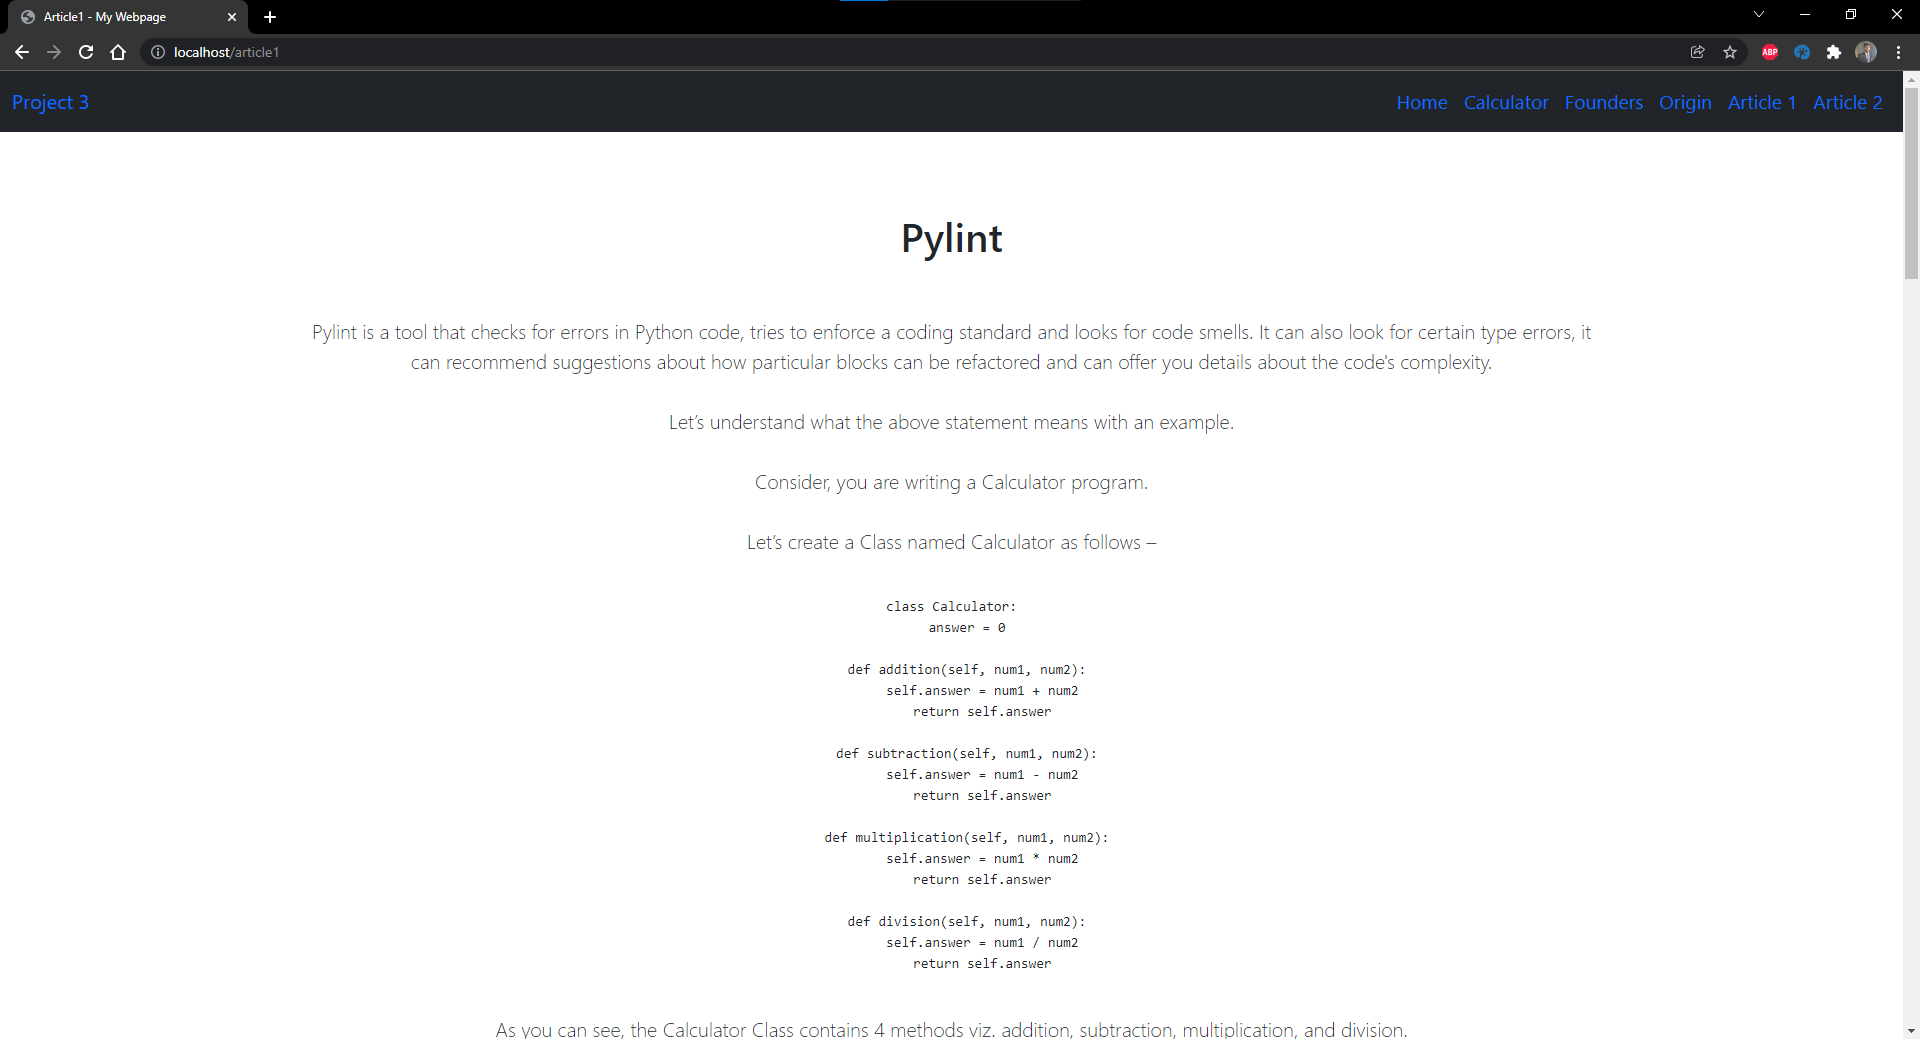 Article1 - My Webpage
localhost/article1
ABP
Project 3
Home Calculator Founders Origin Article 1 Article 2
Pylint
Pylint is a tool that checks for errors in Python code, tries to enforce a coding standard and looks for code smells. It can also look for certain type errors, it
can recommend suggestions about how particular blocks can be refactored and can offer you details about the code's complexity.
Let’s understand what the above statement means with an example.
Consider, you are writing a Calculator program.
Let’s create a Class named Calculator as follows –
class Calculator:
answer = 0
def addition(self, num1, num2):
self.answer = num1 + num2
return self.answer
def subtraction(self, num1, num2):
self.answer = num1 - num2
return self.answer
def multiplication(self, num1, num2):
self.answer = num1 * num2
return self.answer
def division(self, num1, num2):
self.answer = num1 / num2
return self.answer
As you can see, the Calculator Class contains 4 methods viz. addition, subtraction, multiplication, and division.